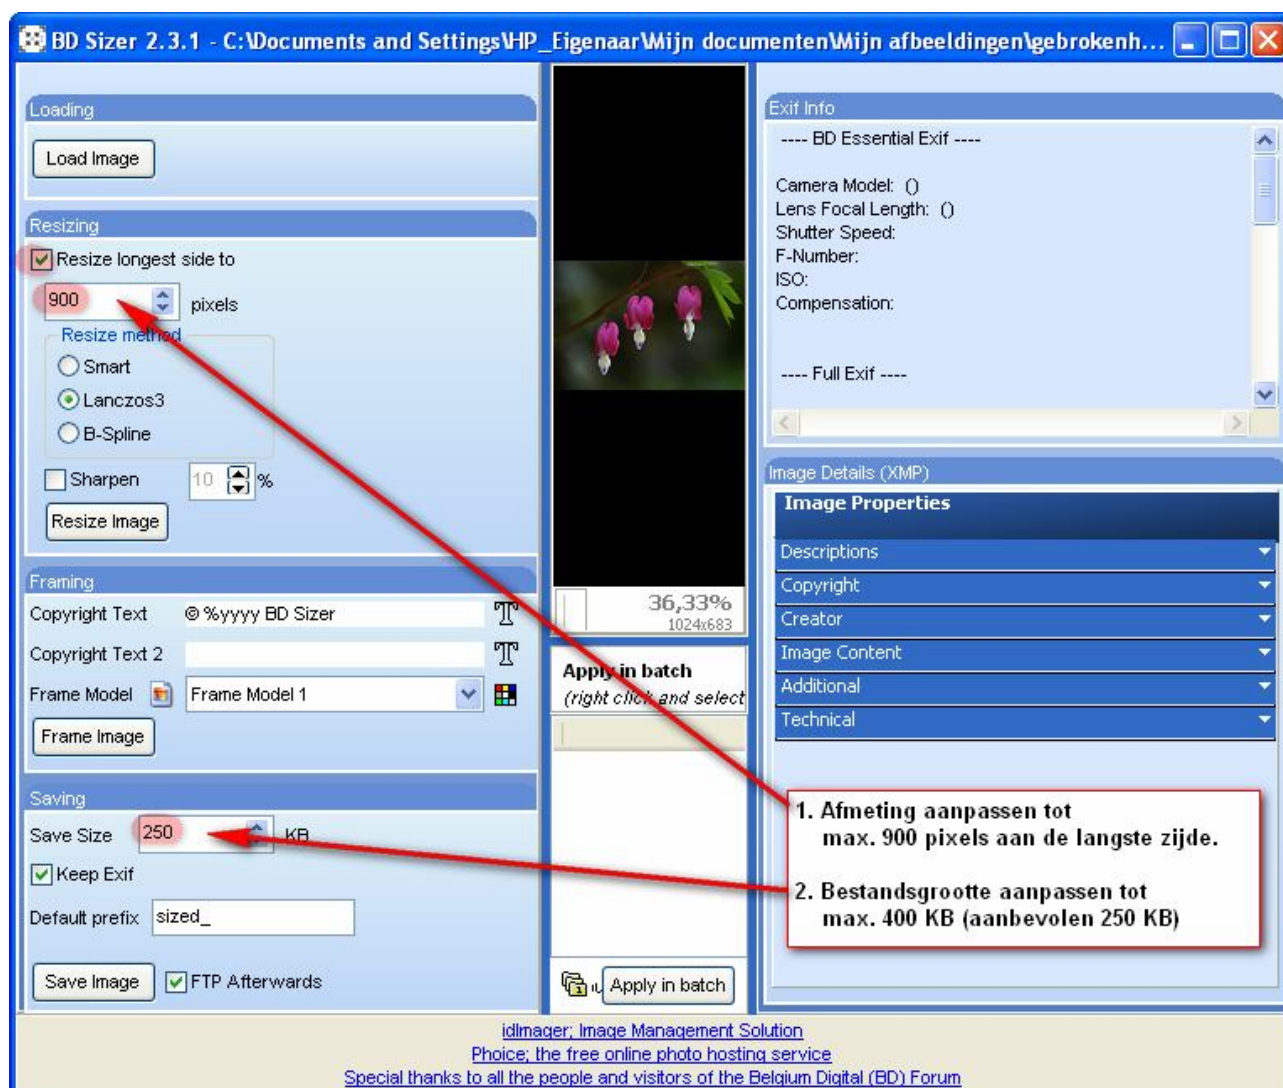 BD Sizer 2.3.1 - C:\Documents and Settings\HP_Eigenaar\Mijn documenten\Mijn afbeeldingen\gebrokenh...
Loading
Load Image
Resizing
Resize longest side to
900 pixels
Resize method
Smart
Lanczos3
B-Spline
Sharpen 10 %
Resize Image
Framing
Copyright Text © %yyyy BD Sizer
Copyright Text 2
Frame Model Frame Model 1
Frame Image
Saving
Save Size 250 KB
Keep Exif
Default prefix sized_
Save Image FTP Afterwards
36,33%
1024x683
Apply in batch
(right click and select
Apply in batch
Exif Info
---- BD Essential Exif ----
Camera Model: ()
Lens Focal Length: ()
Shutter Speed:
F-Number:
ISO:
Compensation:
---- Full Exif ----
Image Details (XMP)
Image Properties
Descriptions
Copyright
Creator
Image Content
Additional
Technical
1. Afmeting aanpassen tot
max. 900 pixels aan de langste zijde.
2. Bestandsgrootte aanpassen tot
max. 400 KB (aanbevolen 250 KB)
idImager; Image Management Solution
Phoice; the free online photo hosting service
Special thanks to all the people and visitors of the Belgium Digital (BD) Forum